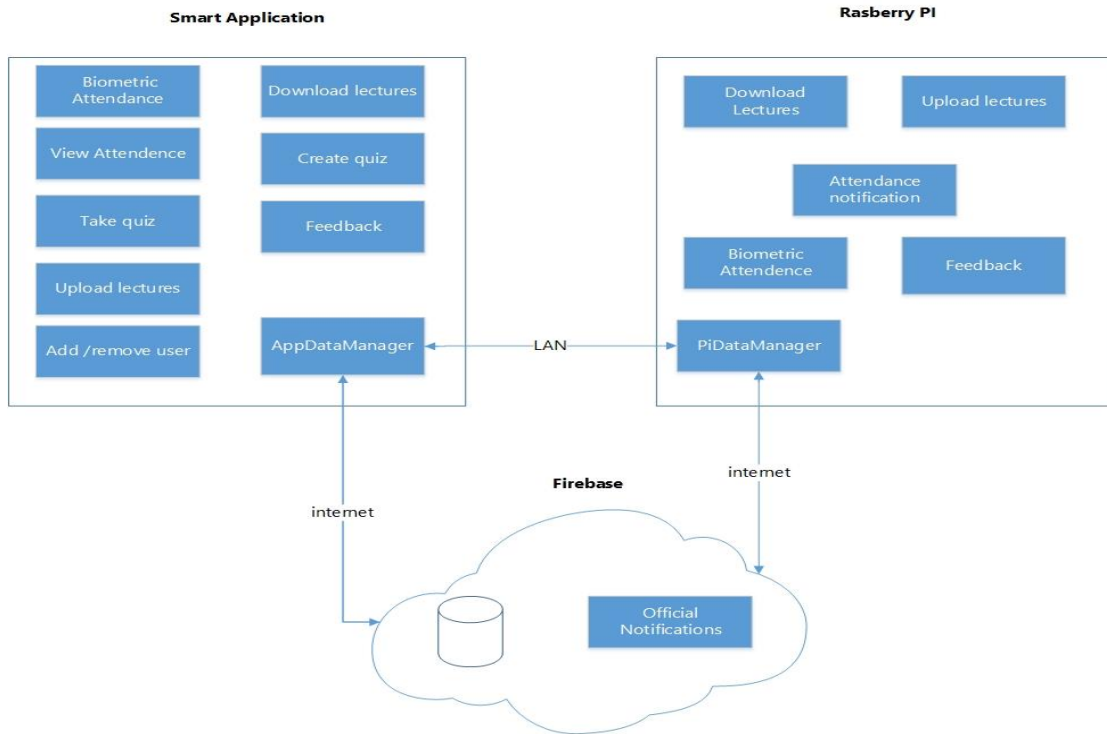 Smart Application
Biometric
Attendance
Download lectures
View Attendence
Create quiz
Take quiz
Feedback
Upload lectures
Add /remove user
AppDataManager
LAN
Rasberry PI
Download
Lectures
Upload lectures
Attendance
notification
Biometric
Attendence
Feedback
PiDataManager
internet
internet
Firebase
Official
Notifications